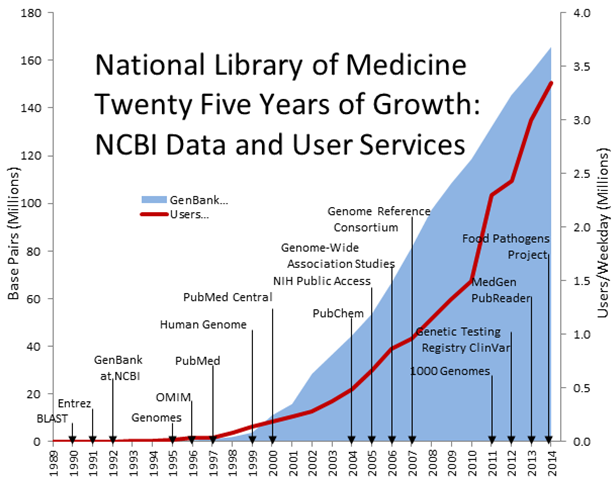 National Library of Medicine
Twenty Five Years of Growth:
NCBI Data and User Services
GenBank...
Users...
Base Pairs (Millions)
180
160
140
120
100
80
60
40
20
0
Users/Weekday (Millions)
4.0
3.5
3.0
2.5
2.0
1.5
1.0
0.5
0.0
BLAST
Entrez
GenBank
at NCBI
Genomes
OMIM
PubMed
Human Genome
PubMed Central
PubChem
NIH Public Access
Genome-Wide
Association Studies
Genome Reference
Consortium
1000 Genomes
Genetic Testing
Registry ClinVar
MedGen
PubReader
Food Pathogens
Project
1989
1990
1991
1992
1993
1994
1995
1996
1997
1998
1999
2000
2001
2002
2003
2004
2005
2006
2007
2008
2009
2010
2011
2012
2013
2014